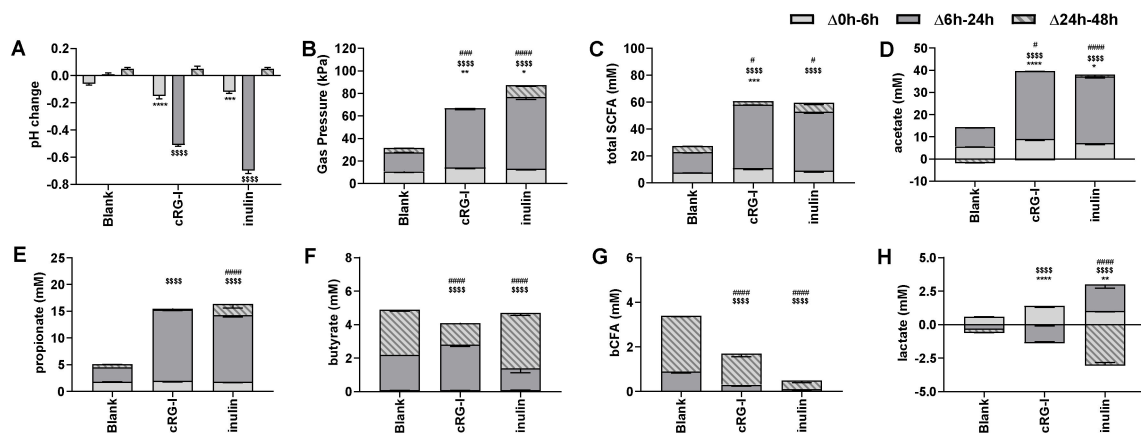 Δ0h-6h Δ6h-24h Δ24h-48h
A
pH change
0.2
0.0
-0.2
-0.4
-0.6
-0.8
**** $$$$ *** $$$$
Blank cRG-I inulin
B
Gas Pressure (kPa)
120
100
80
60
40
20
0
### ####
$$$$ $$$$
** *
Blank cRG-I inulin
C
total SCFA (mM)
100
80
60
40
20
0
# #
$$$$ $$$$
***
Blank cRG-I inulin
D
acetate (mM)
50
40
30
20
10
0
-10
# ####
$$$$ $$$$
**** *
Blank cRG-I inulin
E
propionate (mM)
25
20
15
10
5
0
####
$$$$ $$$$
Blank cRG-I inulin
F
butyrate (mM)
8
6
4
2
0
#### ####
$$$$ $$$$
Blank cRG-I inulin
G
bCFA (mM)
6
4
2
0
#### ####
$$$$ $$$$
Blank cRG-I inulin
H
lactate (mM)
5.0
2.5
0.0
-2.5
-5.0
####
$$$$ $$$$
**** **
Blank cRG-I inulin